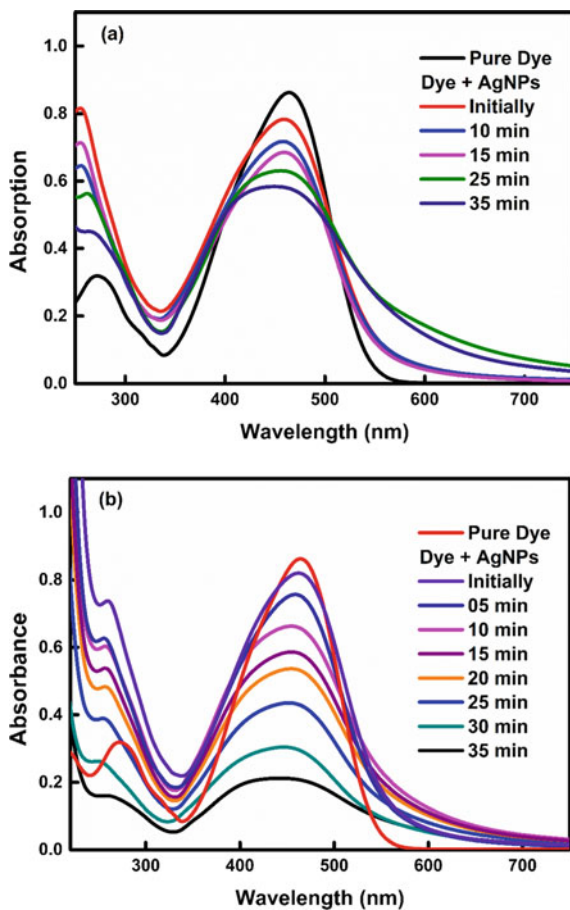 (a)
Pure Dye
Dye + AgNPs
Initially
10 min
15 min
25 min
35 min
1.0
0.8
0.6
0.4
0.2
0.0
Absorption
300 400 500 600 700
Wavelength (nm)
(b)
Pure Dye
Dye + AgNPs
Initially
05 min
10 min
15 min
20 min
25 min
30 min
35 min
1.0
0.8
0.6
0.4
0.2
0.0
Absorbance
300 400 500 600 700
Wavelength (nm)